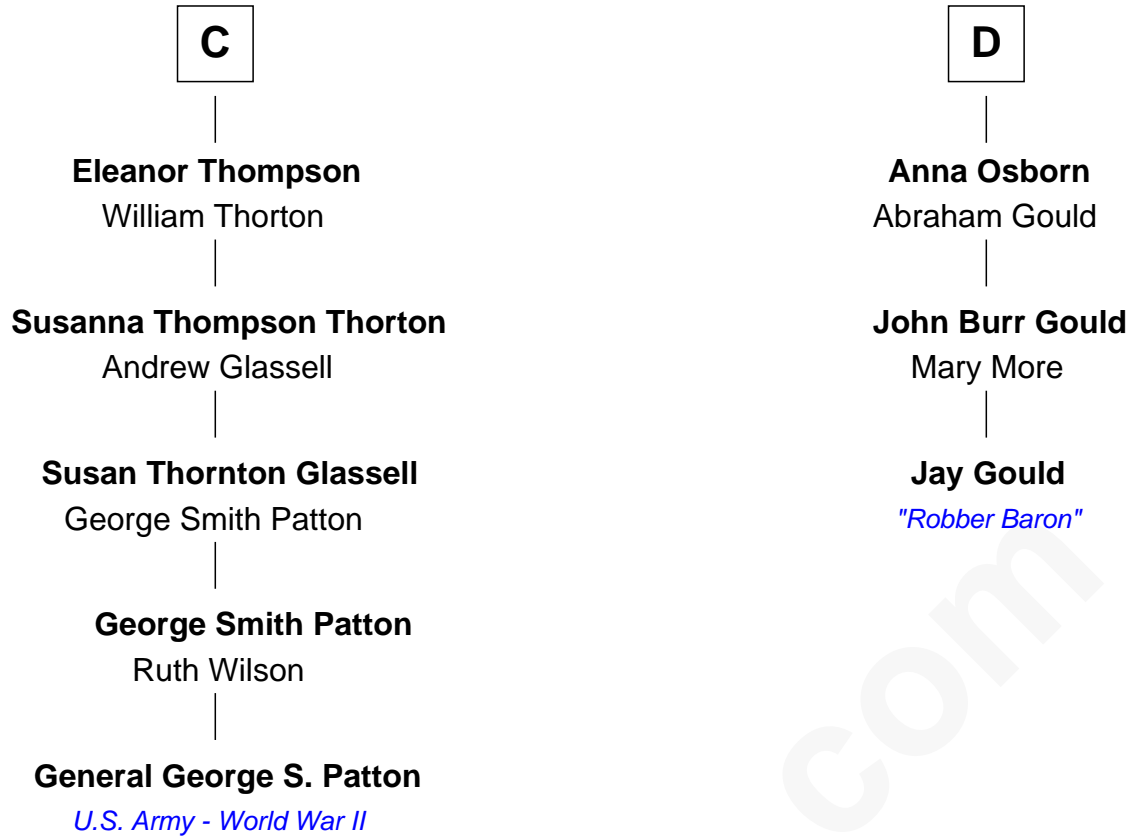 C
Eleanor Thompson
William Thorton
Susanna Thompson Thorton
Andrew Glassell
Susan Thornton Glassell
George Smith Patton
George Smith Patton
Ruth Wilson
General George S. Patton
U.S. Army - World War II
D
Anna Osborn
Abraham Gould
John Burr Gould
Mary More
Jay Gould
"Robber Baron"
com